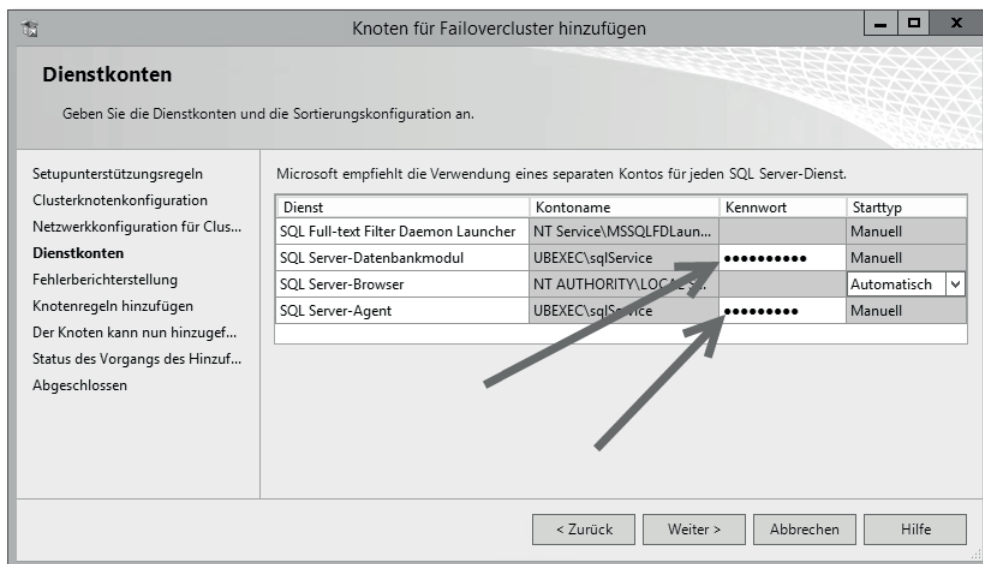 Knoten für Failovercluster hinzufügen
Dienstkonten
Geben Sie die Dienstkonten und die Sortierungskonfiguration an.
Setupunterstützungsregeln
Clusterknotenkonfiguration
Netzwerkkonfiguration für Clus...
Dienstkonten
Fehlerberichterstellung
Knotenregeln hinzufügen
Der Knoten kann nun hinzugef...
Status des Vorgangs des Hinzuf...
Abgeschlossen
Microsoft empfiehlt die Verwendung eines separaten Kontos für jeden SQL Server-Dienst.
Dienst Kontoname Kennwort Starttyp
SQL Full-text Filter Daemon Launcher NT Service\MSSQLFDLaun... Manuell
SQL Server-Datenbankmodul UBEXEC\sqlService ●●●●●●●●●● Manuell
SQL Server-Browser NT AUTHORITY\LOCAL Automatisch
SQL Server-Agent UBEXEC\sqlService ●●●●●●●●● Manuell
< Zurück Weiter > Abbrechen Hilfe